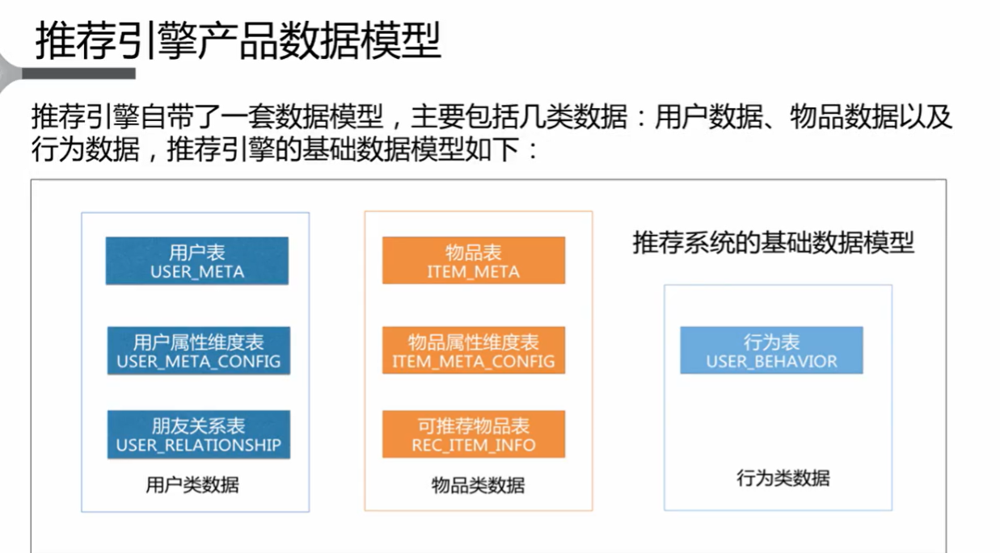 推荐引擎产品数据模型
推荐引擎自带了一套数据模型，主要包括几类数据：用户数据、物品数据以及
行为数据，推荐引擎的基础数据模型如下：
推荐系统的基础数据模型
用户表
USER_META
用户属性维度表
USER_META_CONFIG
朋友关系表
USER_RELATIONSHIP
用户类数据
物品表
ITEM_META
物品属性维度表
ITEM_META_CONFIG
可推荐物品表
REC_ITEM_INFO
物品类数据
行为表
USER_BEHAVIOR
行为类数据